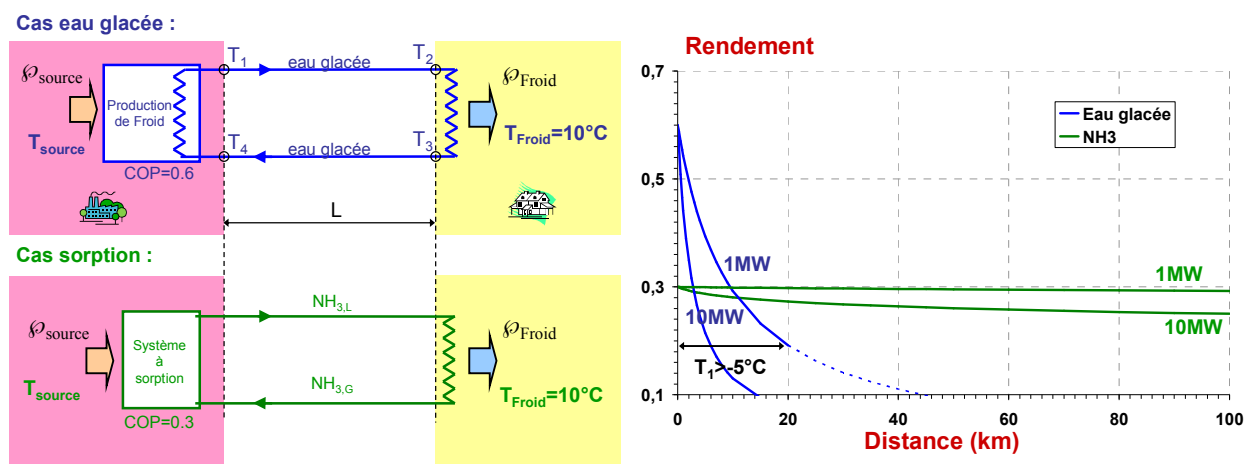 Cas eau glacée :
℘source
Production
de Froid
T1
eau glacée
T2
℘Froid
Tsource
TFroid=10°C
T4
eau glacée
T3
COP=0.6
L
Cas sorption :
℘source
Système
à
sorption
NH3,L
℘Froid
Tsource
NH3,G
TFroid=10°C
COP=0.3
Rendement
0,7
0,5
0,3
0,1
Eau glacée
NH3
1MW
1MW
10MW
10MW
T1>-5°C
0
20
40
60
80
100
Distance (km)